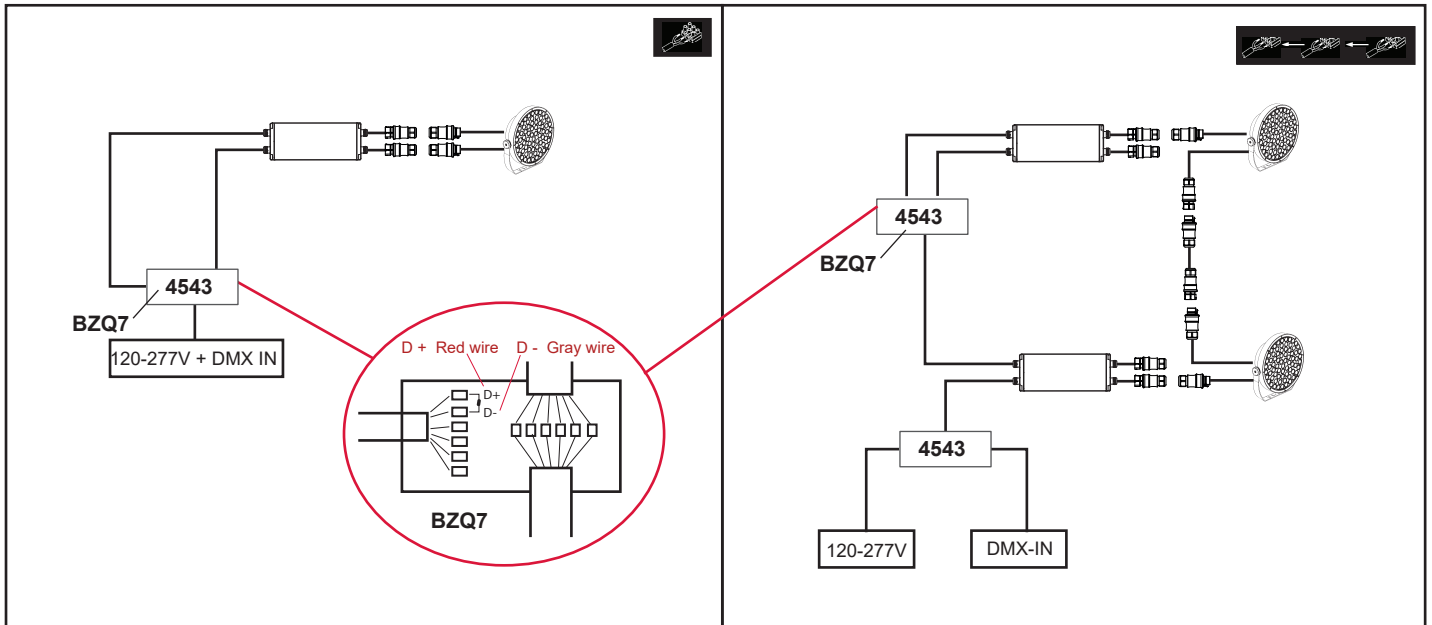 4543
BZQ7
120-277V + DMX IN
D + Red wire D - Gray wire
D+
D-
BZQ7
4543
BZQ7
4543
120-277V
DMX-IN